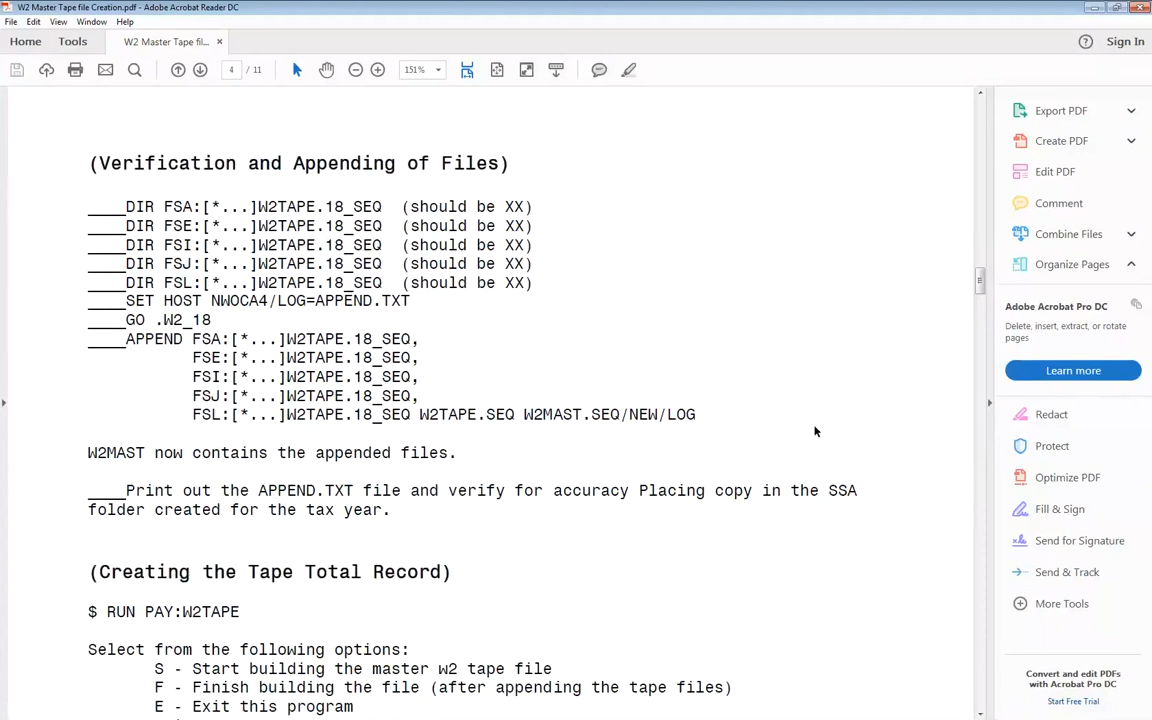 W2 Master Tape file Creation.pdf - Adobe Acrobat Reader DC
File Edit View Window Help
Home Tools W2 Master Tape fil... × Sign In
4 / 11 151%
(Verification and Appending of Files)
____DIR FSA:[*...]W2TAPE.18_SEQ (should be XX)
____DIR FSE:[*...]W2TAPE.18_SEQ (should be XX)
____DIR FSI:[*...]W2TAPE.18_SEQ (should be XX)
____DIR FSJ:[*...]W2TAPE.18_SEQ (should be XX)
____DIR FSL:[*...]W2TAPE.18_SEQ (should be XX)
____SET HOST NWOCA4/LOG=APPEND.TXT
____GO .W2_18
____APPEND FSA:[*...]W2TAPE.18_SEQ,
FSE:[*...]W2TAPE.18_SEQ,
FSI:[*...]W2TAPE.18_SEQ,
FSJ:[*...]W2TAPE.18_SEQ,
FSL:[*...]W2TAPE.18_SEQ W2TAPE.SEQ W2MAST.SEQ/NEW/LOG
W2MAST now contains the appended files.
____Print out the APPEND.TXT file and verify for accuracy Placing copy in the SSA
folder created for the tax year.
(Creating the Tape Total Record)
$ RUN PAY:W2TAPE
Select from the following options:
S - Start building the master w2 tape file
F - Finish building the file (after appending the tape files)
E - Exit this program
Export PDF
Create PDF
Edit PDF
Comment
Combine Files
Organize Pages
Adobe Acrobat Pro DC
Delete, insert, extract, or rotate
pages
Learn more
Redact
Protect
Optimize PDF
Fill & Sign
Send for Signature
Send & Track
More Tools
Convert and edit PDFs
with Acrobat Pro DC
Start Free Trial